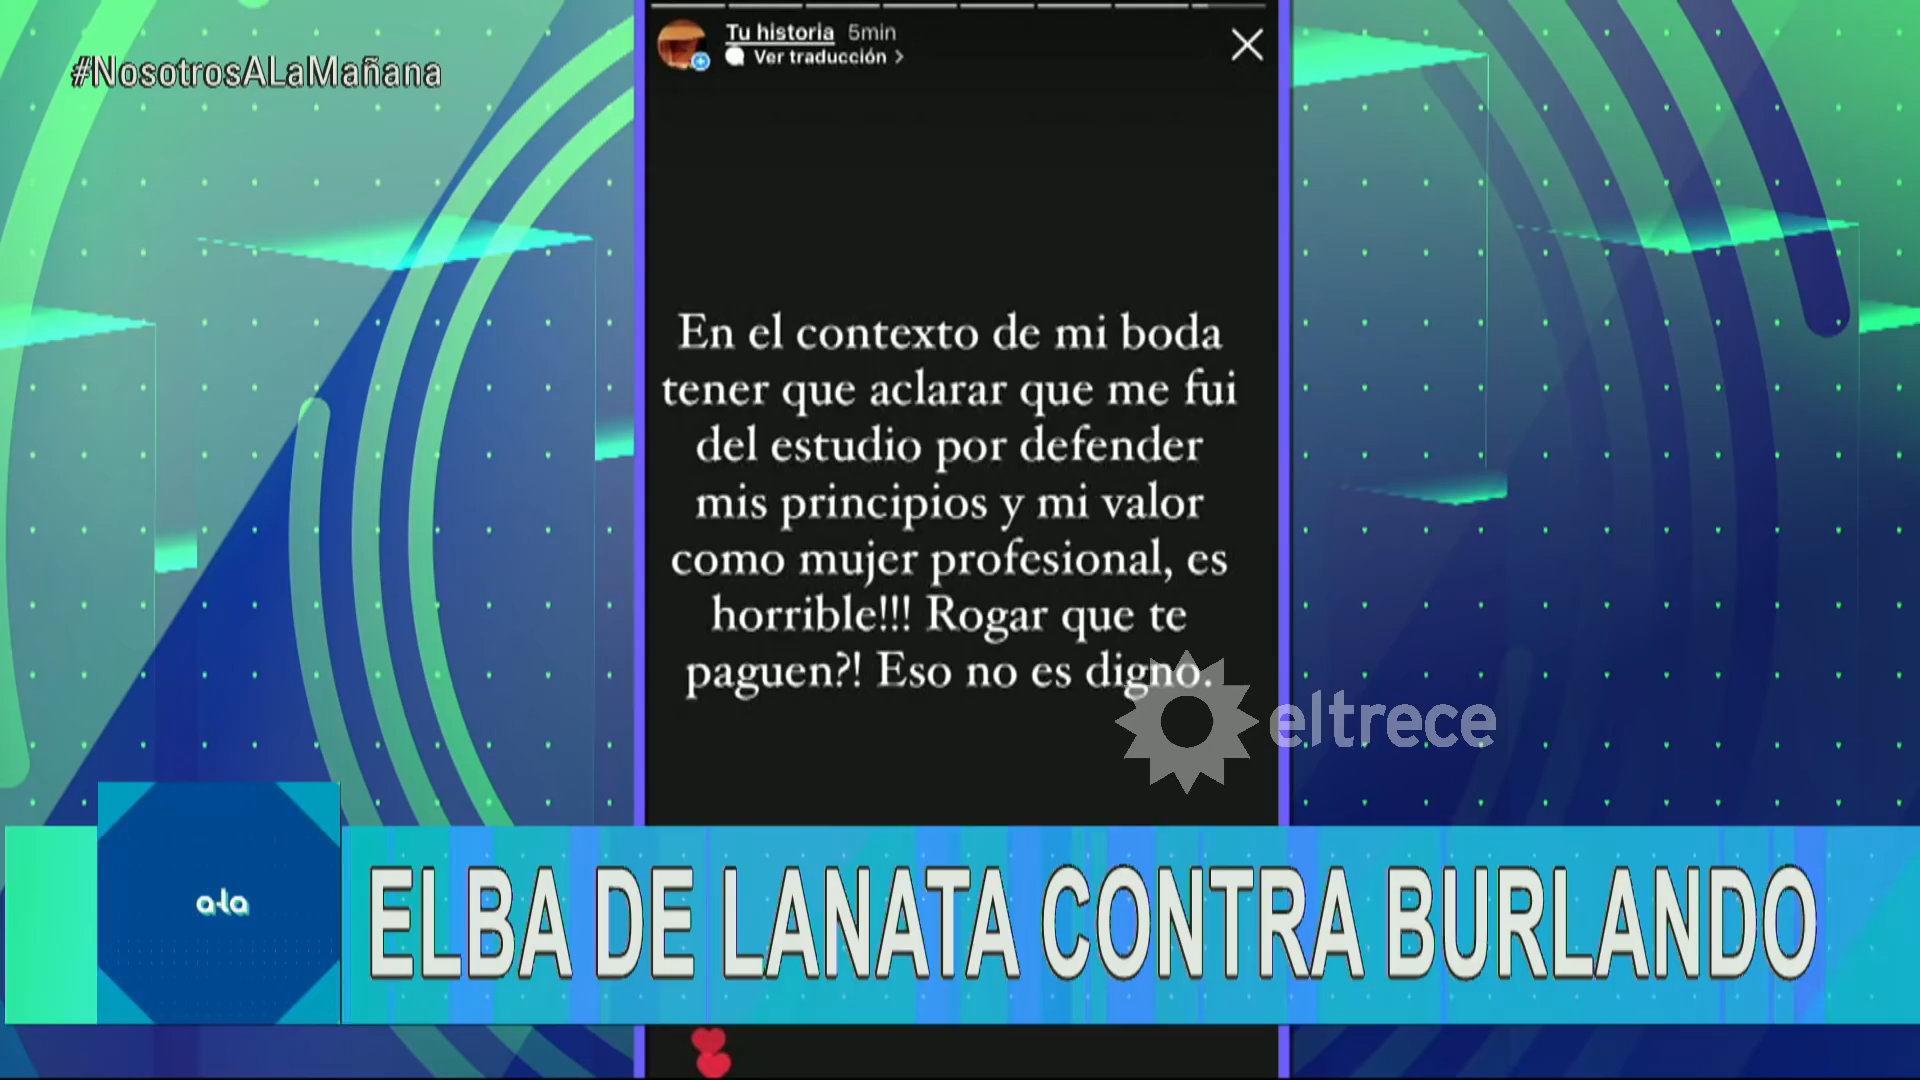 #NosotrosALaMañana
Tu historia 5min
Ver traducción >
En el contexto de mi boda
tener que aclarar que me fui
del estudio por defender
mis principios y mi valor
como mujer profesional, es
horrible!!! Rogar que te
paguen?! Eso no es digno.
eltrece
a·la
ELBA DE LANATA CONTRA BURLANDO